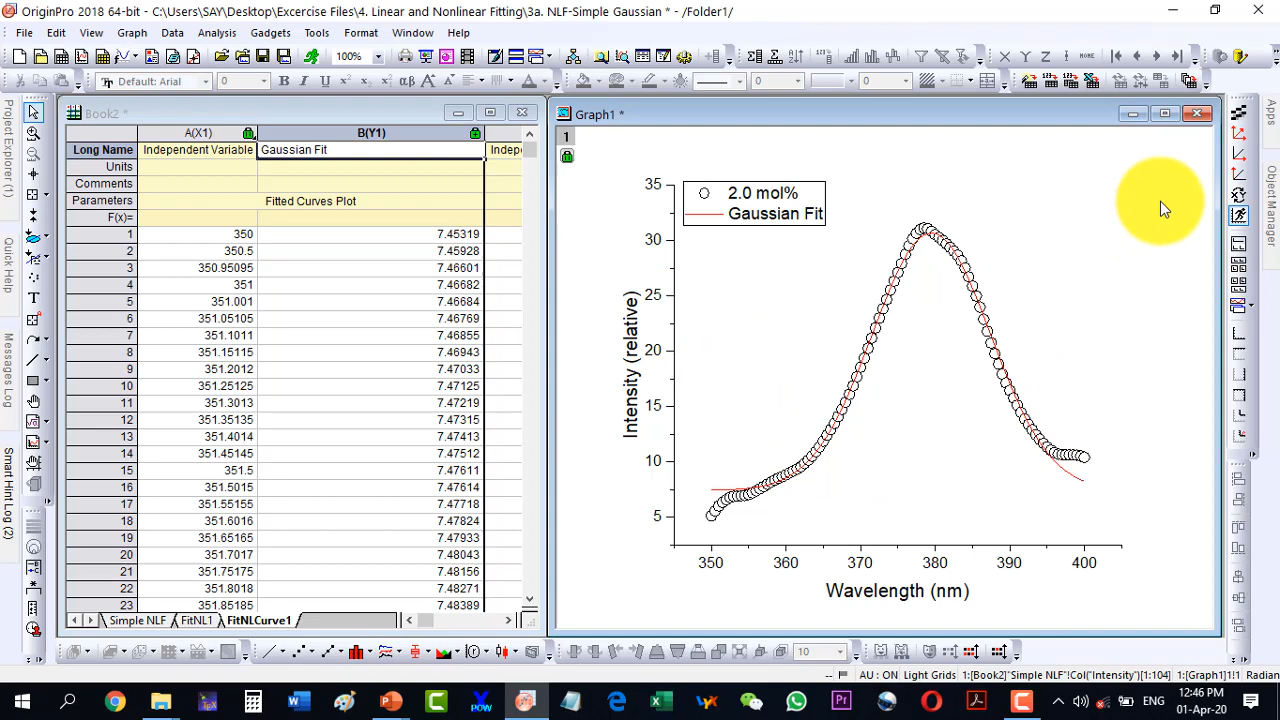 OriginPro 2018 64-bit - C:\Users\SAY\Desktop\Excercise Files\4. Linear and Nonlinear Fitting\3a. NLF-Simple Gaussian * - /Folder1/
File Edit View Graph Data Analysis Gadgets Tools Format Window Help
100%
Default: Arial 0 B I U 0 0
Project Explorer (1)
Quick Help
Messages Log
Smart Hint Log (2)
Apps
Object Manager
Book2 *
A(X1) B(Y1)
Long Name Independent Variable Gaussian Fit Indep
Units
Comments
Parameters Fitted Curves Plot
F(x)=
1 350 7.45319
2 350.5 7.45928
3 350.95095 7.46601
4 351 7.46682
5 351.001 7.46684
6 351.05105 7.46769
7 351.1011 7.46855
8 351.15115 7.46943
9 351.2012 7.47033
10 351.25125 7.47125
11 351.3013 7.47219
12 351.35135 7.47315
13 351.4014 7.47413
14 351.45145 7.47512
15 351.5 7.47611
16 351.5015 7.47614
17 351.55155 7.47718
18 351.6016 7.47824
19 351.65165 7.47933
20 351.7017 7.48043
21 351.75175 7.48156
22 351.8018 7.48271
23 351.85185 7.48389
Simple NLF FitNL1 FitNLCurve1
Graph1 *
1
2.0 mol%
Gaussian Fit
35
30
25
20
15
10
5
Intensity (relative)
350 360 370 380 390 400
Wavelength (nm)
10
-- AU : ON Light Grids 1:[Book2]"Simple NLF"!Col("Intensity")[1:104] 1:[Graph1]1!1 Radian
ENG
12:46 PM
01-Apr-20